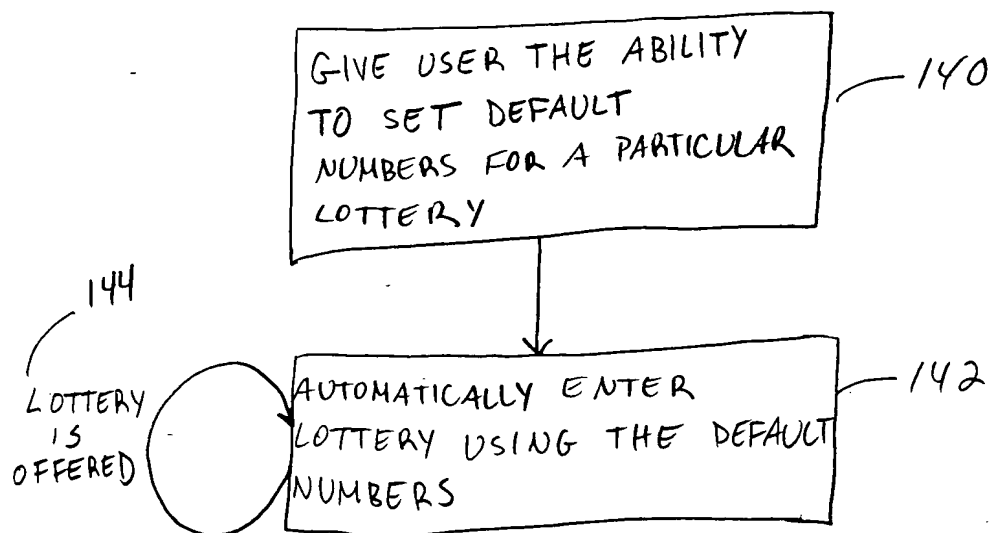 GIVE USER THE ABILITY
TO SET DEFAULT
NUMBERS FOR A PARTICULAR
LOTTERY
140
144
LOTTERY
IS
OFFERED
AUTOMATICALLY ENTER
LOTTERY USING THE DEFAULT
NUMBERS
142